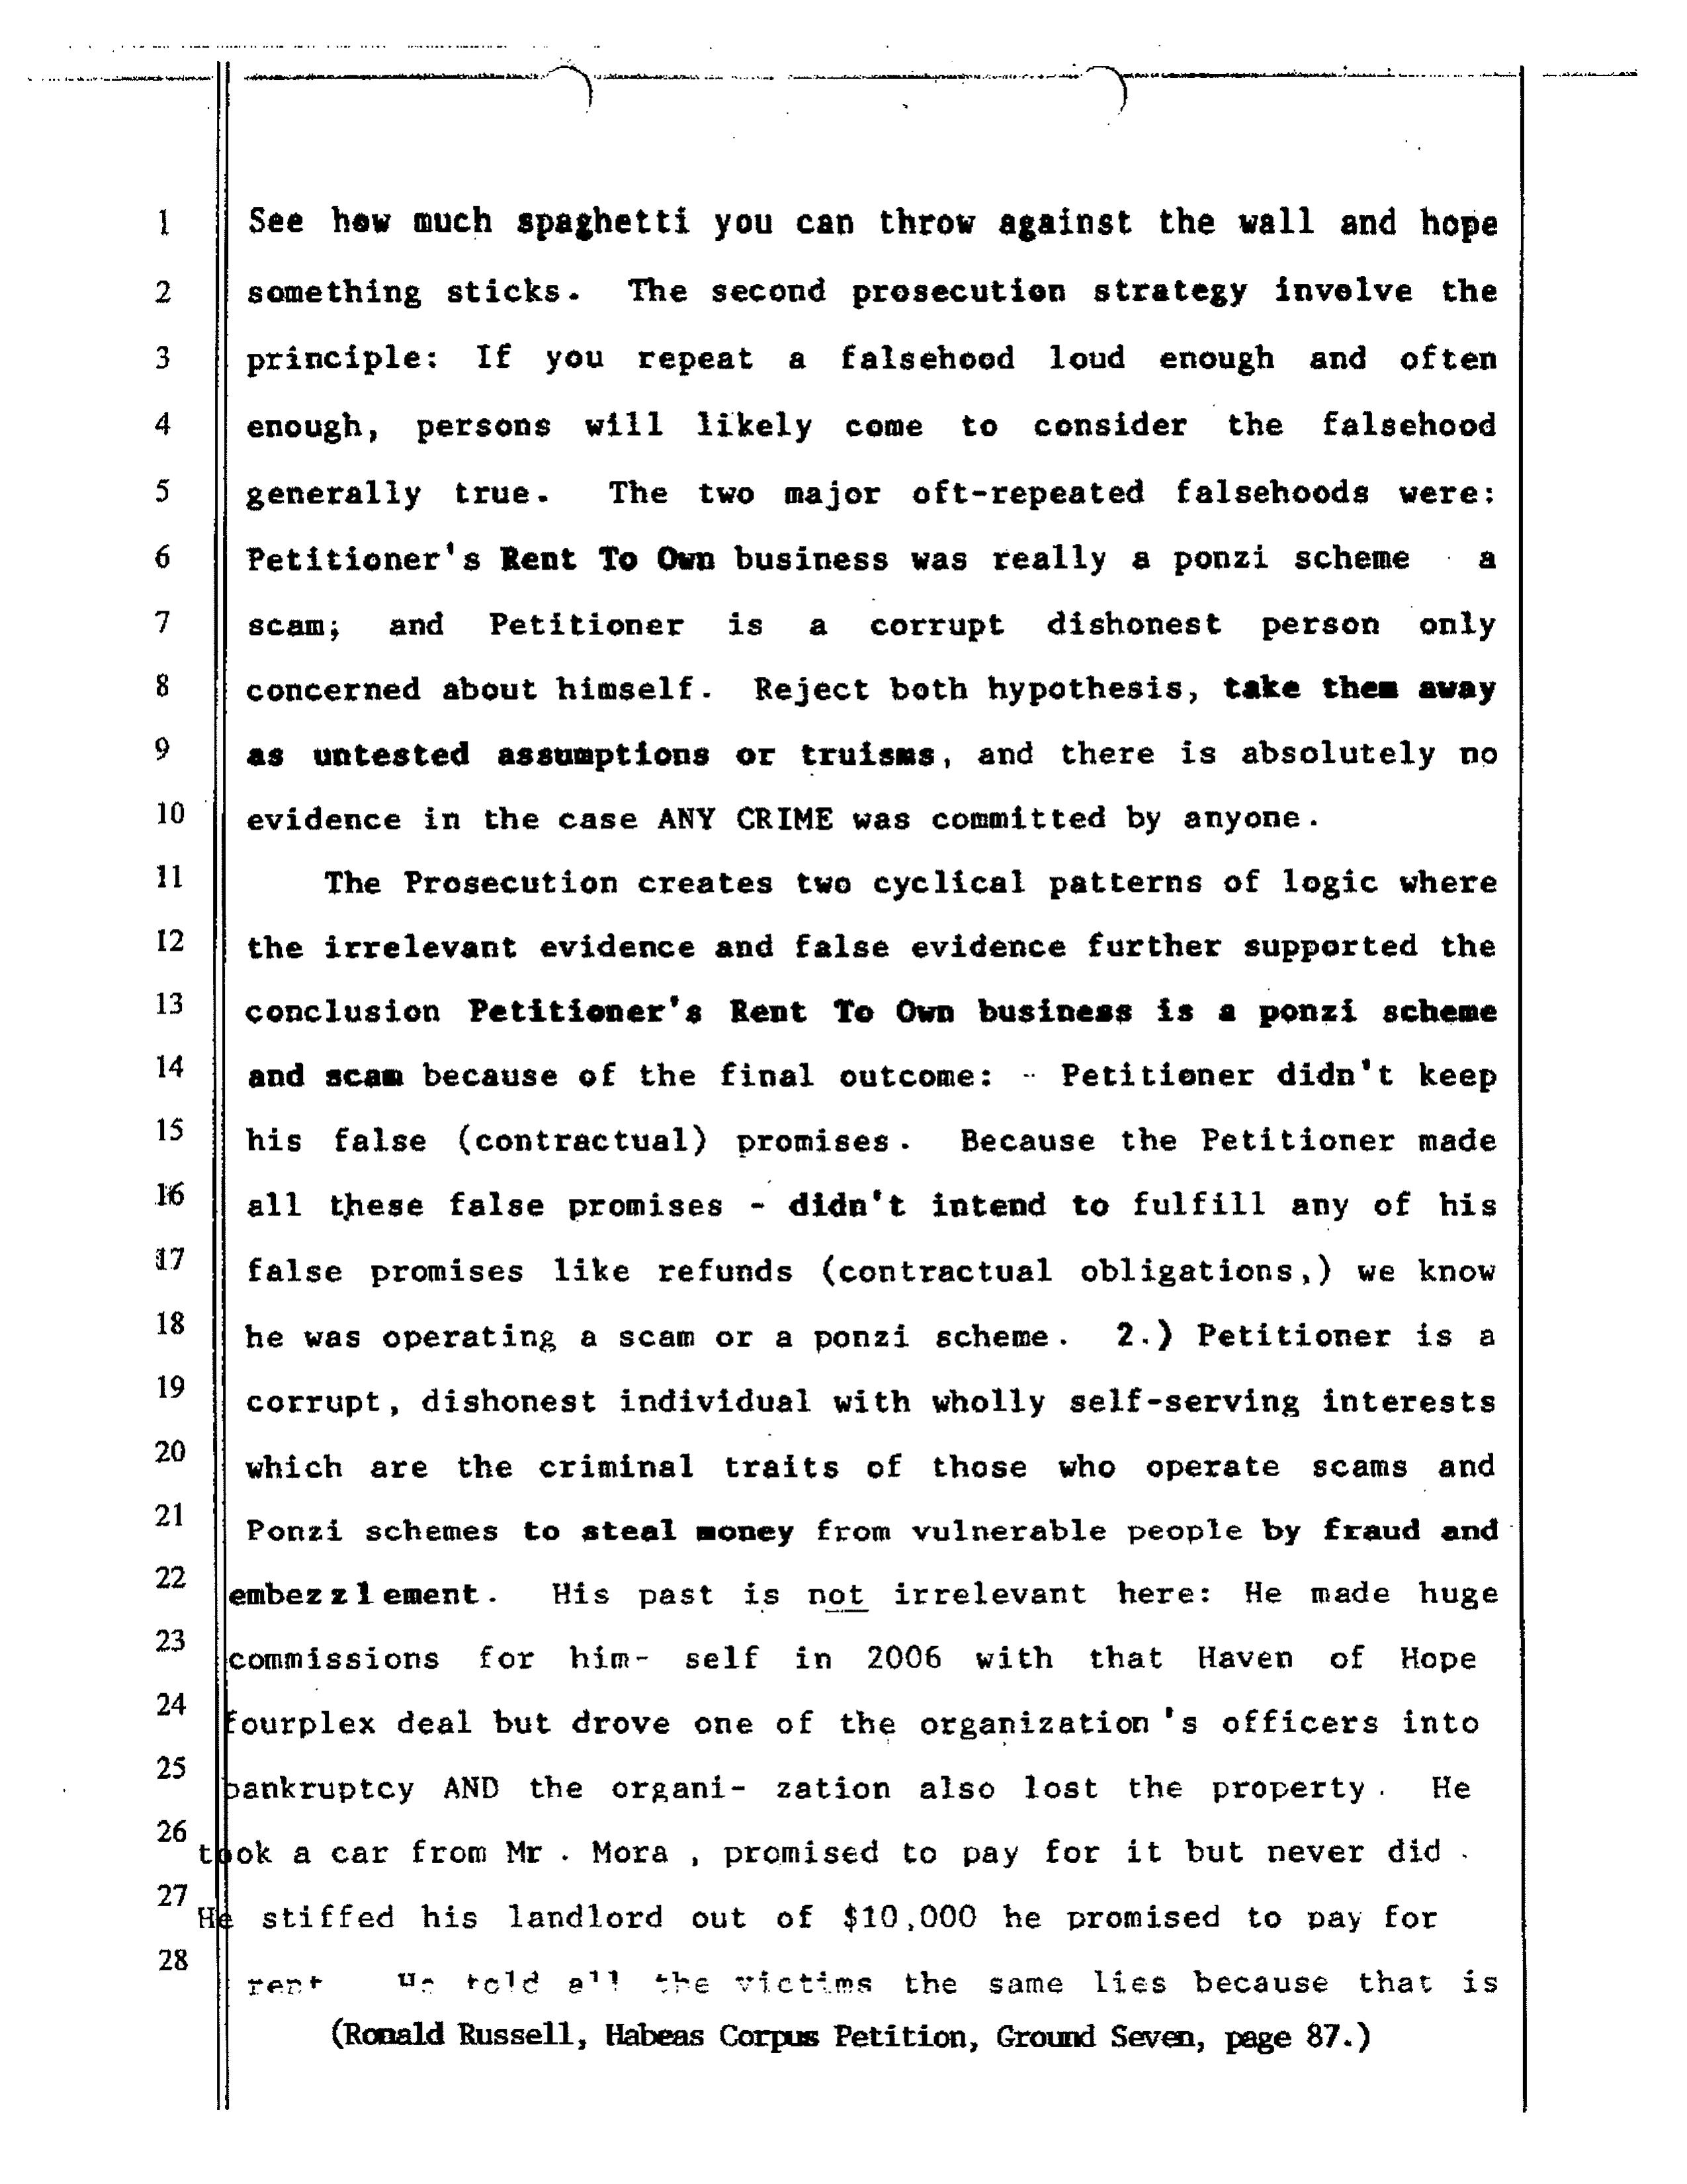 1 See how much spaghetti you can throw against the wall and hope
2 something sticks. The second prosecution strategy involve the
3 principle: If you repeat a falsehood loud enough and often
4 enough, persons will likely come to consider the falsehood
5 generally true. The two major oft-repeated falsehoods were:
6 Petitioner's Rent To Own business was really a ponzi scheme a
7 scam; and Petitioner is a corrupt dishonest person only
8 concerned about himself. Reject both hypothesis, take them away
9 as untested assumptions or truisms, and there is absolutely no
10 evidence in the case ANY CRIME was committed by anyone.
11 The Prosecution creates two cyclical patterns of logic where
12 the irrelevant evidence and false evidence further supported the
13 conclusion Petitioner's Rent To Own business is a ponzi scheme
14 and scam because of the final outcome: - Petitioner didn't keep
15 his false (contractual) promises. Because the Petitioner made
16 all these false promises - didn't intend to fulfill any of his
17 false promises like refunds (contractual obligations,) we know
18 he was operating a scam or a ponzi scheme. 2.) Petitioner is a
19 corrupt, dishonest individual with wholly self-serving interests
20 which are the criminal traits of those who operate scams and
21 Ponzi schemes to steal money from vulnerable people by fraud and
22 embezzlement. His past is not irrelevant here: He made huge
23 commissions for him- self in 2006 with that Haven of Hope
24 fourplex deal but drove one of the organization's officers into
25 bankruptcy AND the organi- zation also lost the property. He
26 took a car from Mr. Mora, promised to pay for it but never did.
27 He stiffed his landlord out of $10,000 he promised to pay for
28 rent He told all the victims the same lies because that is
(Ronald Russell, Habeas Corpus Petition, Ground Seven, page 87.)